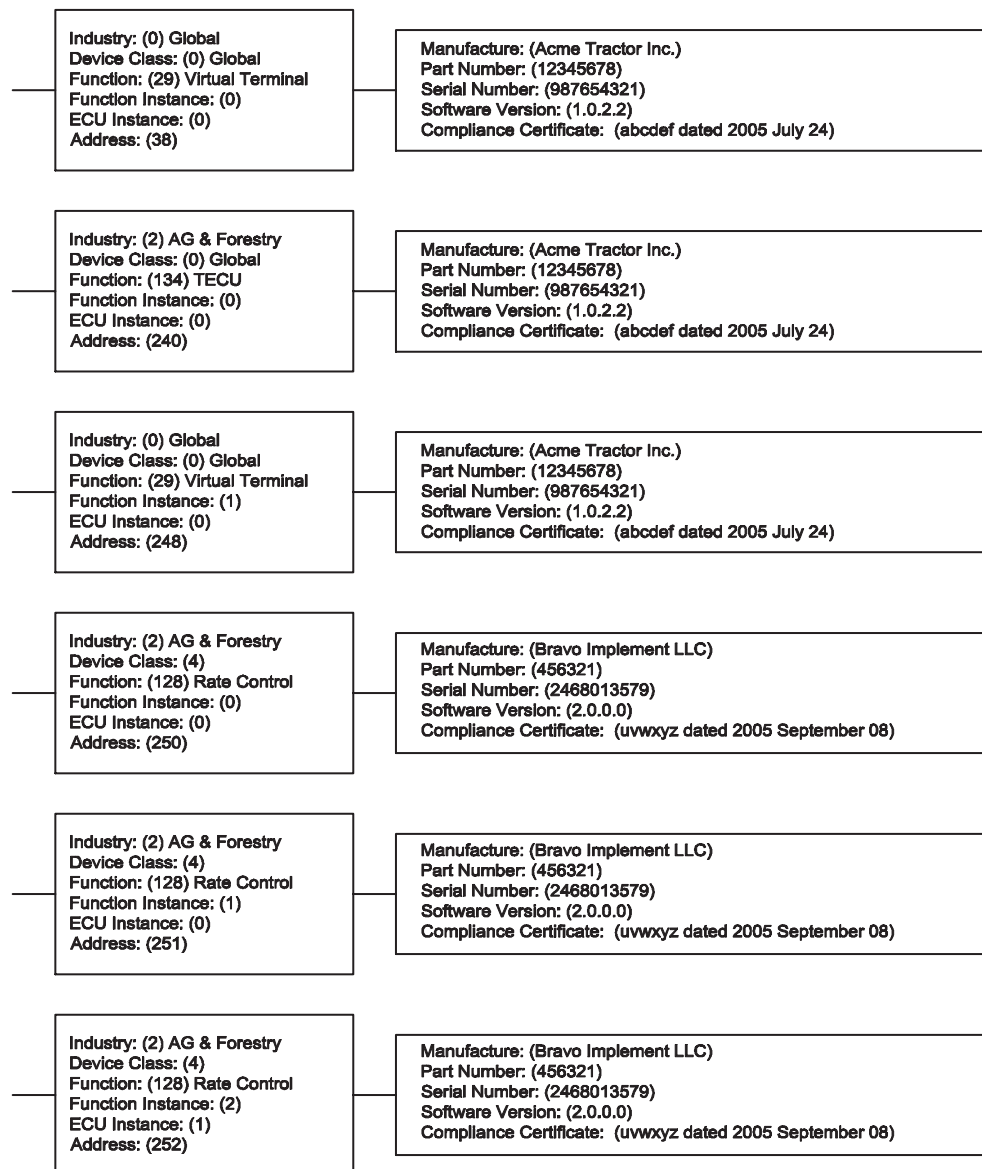 Industry: (0) Global
Device Class: (0) Global
Function: (29) Virtual Terminal
Function Instance: (0)
ECU Instance: (0)
Address: (38)
Manufacture: (Acme Tractor Inc.)
Part Number: (12345678)
Serial Number: (987654321)
Software Version: (1.0.2.2)
Compliance Certificate: (abcdef dated 2005 July 24)
Industry: (2) AG & Forestry
Device Class: (0) Global
Function: (134) TECU
Function Instance: (0)
ECU Instance: (0)
Address: (240)
Manufacture: (Acme Tractor Inc.)
Part Number: (12345678)
Serial Number: (987654321)
Software Version: (1.0.2.2)
Compliance Certificate: (abcdef dated 2005 July 24)
Industry: (0) Global
Device Class: (0) Global
Function: (29) Virtual Terminal
Function Instance: (1)
ECU Instance: (0)
Address: (248)
Manufacture: (Acme Tractor Inc.)
Part Number: (12345678)
Serial Number: (987654321)
Software Version: (1.0.2.2)
Compliance Certificate: (abcdef dated 2005 July 24)
Industry: (2) AG & Forestry
Device Class: (4)
Function: (128) Rate Control
Function Instance: (0)
ECU Instance: (0)
Address: (250)
Manufacture: (Bravo Implement LLC)
Part Number: (456321)
Serial Number: (2468013579)
Software Version: (2.0.0.0)
Compliance Certificate: (uvwxyz dated 2005 September 08)
Industry: (2) AG & Forestry
Device Class: (4)
Function: (128) Rate Control
Function Instance: (1)
ECU Instance: (0)
Address: (251)
Manufacture: (Bravo Implement LLC)
Part Number: (456321)
Serial Number: (2468013579)
Software Version: (2.0.0.0)
Compliance Certificate: (uvwxyz dated 2005 September 08)
Industry: (2) AG & Forestry
Device Class: (4)
Function: (128) Rate Control
Function Instance: (2)
ECU Instance: (1)
Address: (252)
Manufacture: (Bravo Implement LLC)
Part Number: (456321)
Serial Number: (2468013579)
Software Version: (2.0.0.0)
Compliance Certificate: (uvwxyz dated 2005 September 08)